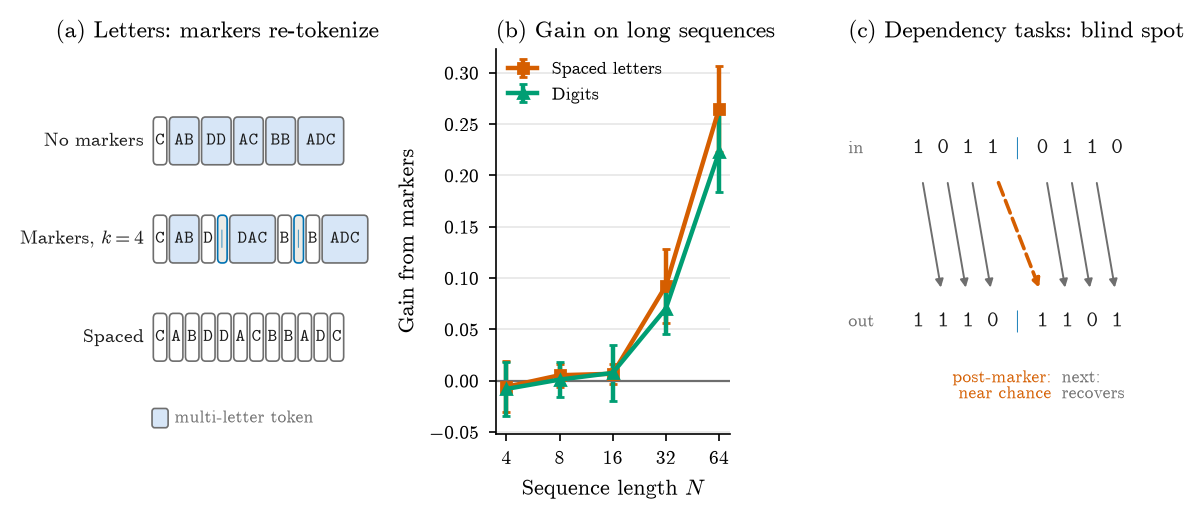 (a) Letters: markers re-tokenize
No markers C AB DD AC BB ADC
Markers, k = 4 C AB D | DAC B | B ADC
Spaced C A B D D A C B B A D C
multi-letter token
(b) Gain on long sequences
Spaced letters
Digits
Gain from markers
0.30
0.25
0.20
0.15
0.10
0.05
0.00
−0.05
4 8 16 32 64
Sequence length N
(c) Dependency tasks: blind spot
in 1 0 1 1 | 0 1 1 0
out 1 1 1 0 | 1 1 0 1
post-marker: next:
near chance recovers